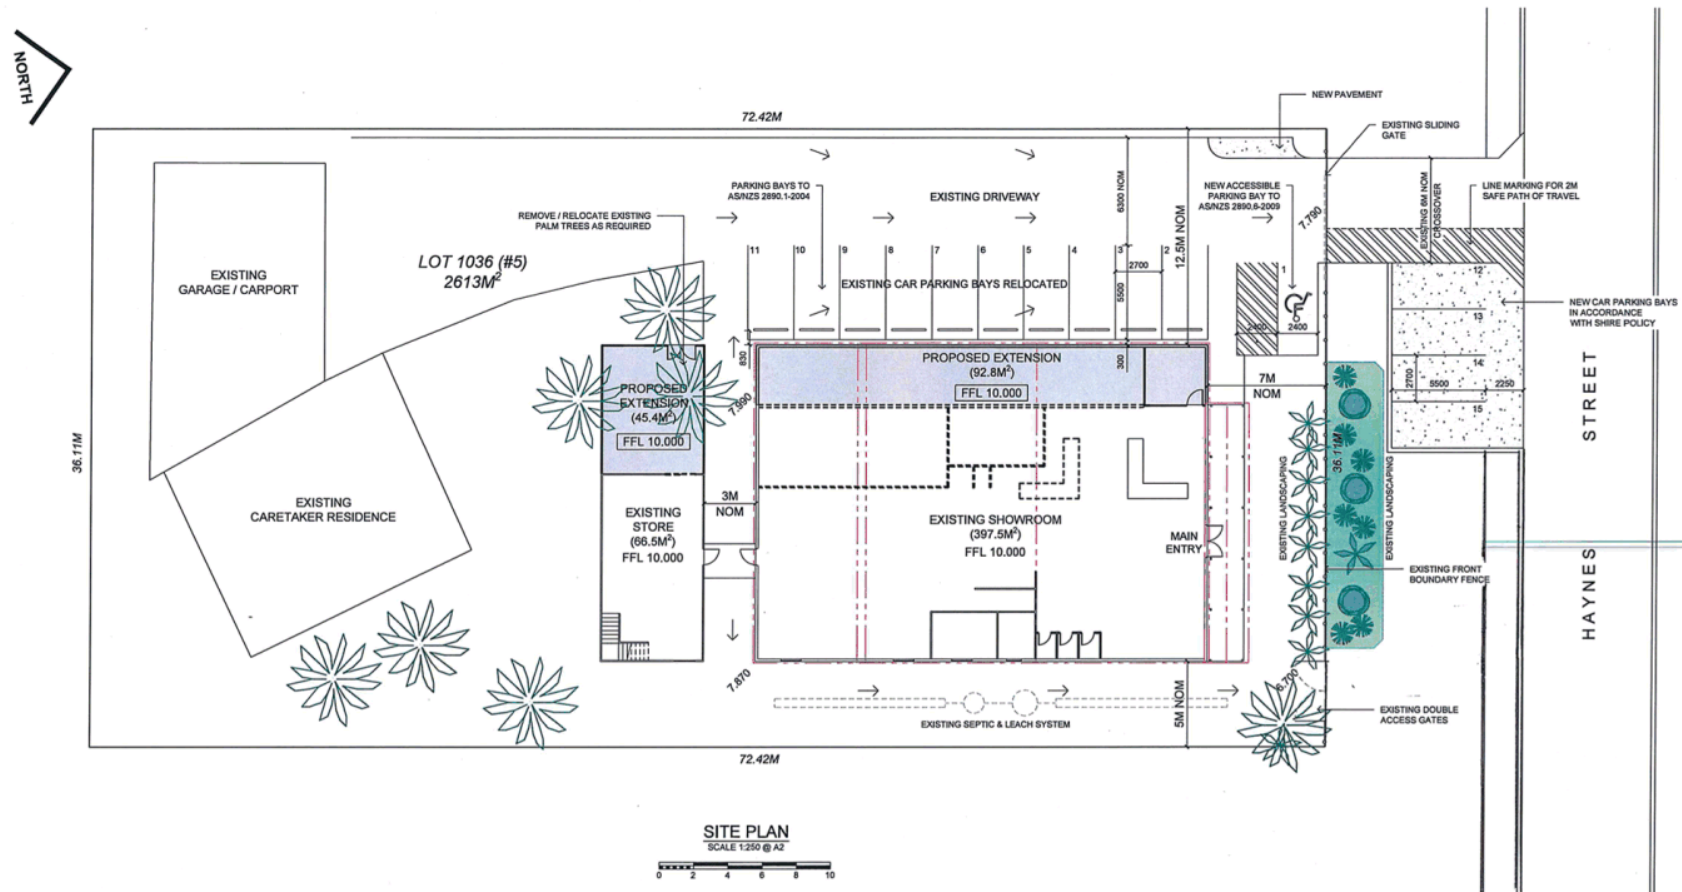 NORTH
72.42M
NEW PAVEMENT
EXISTING SLIDING
GATE
PARKING BAYS TO
AS/NZS 2890.1-2004
EXISTING DRIVEWAY
6300 NOM
12.5M NOM
NEW ACCESSIBLE
PARKING BAY TO
AS/NZS 2890.6-2009
7.790
EXISTING 6M NOM
CROSSOVER
LINE MARKING FOR 2M
SAFE PATH OF TRAVEL
REMOVE / RELOCATE EXISTING
PALM TREES AS REQUIRED
LOT 1036 (#5)
2613M²
EXISTING
GARAGE / CARPORT
11
10
9
8
7
6
5
4
3
2
1
2700
5500
EXISTING CAR PARKING BAYS RELOCATED
2400
2400
12
13
14
15
2700
5500
2250
NEW CAR PARKING BAYS
IN ACCORDANCE
WITH SHIRE POLICY
830
300
PROPOSED EXTENSION
(92.8M²)
FFL 10.000
7M
NOM
PROPOSED
EXTENSION
(45.4M²)
FFL 10.000
7.990
36.11M
36.11M
EXISTING LANDSCAPING
EXISTING LANDSCAPING
HAYNES STREET
EXISTING
CARETAKER RESIDENCE
3M
NOM
EXISTING
STORE
(66.5M²)
FFL 10.000
EXISTING SHOWROOM
(397.5M²)
FFL 10.000
MAIN
ENTRY
EXISTING FRONT
BOUNDARY FENCE
7.870
6.700
5M NOM
EXISTING SEPTIC & LEACH SYSTEM
EXISTING DOUBLE
ACCESS GATES
72.42M
SITE PLAN
SCALE 1:250 @ A2
0 2 4 6 8 10